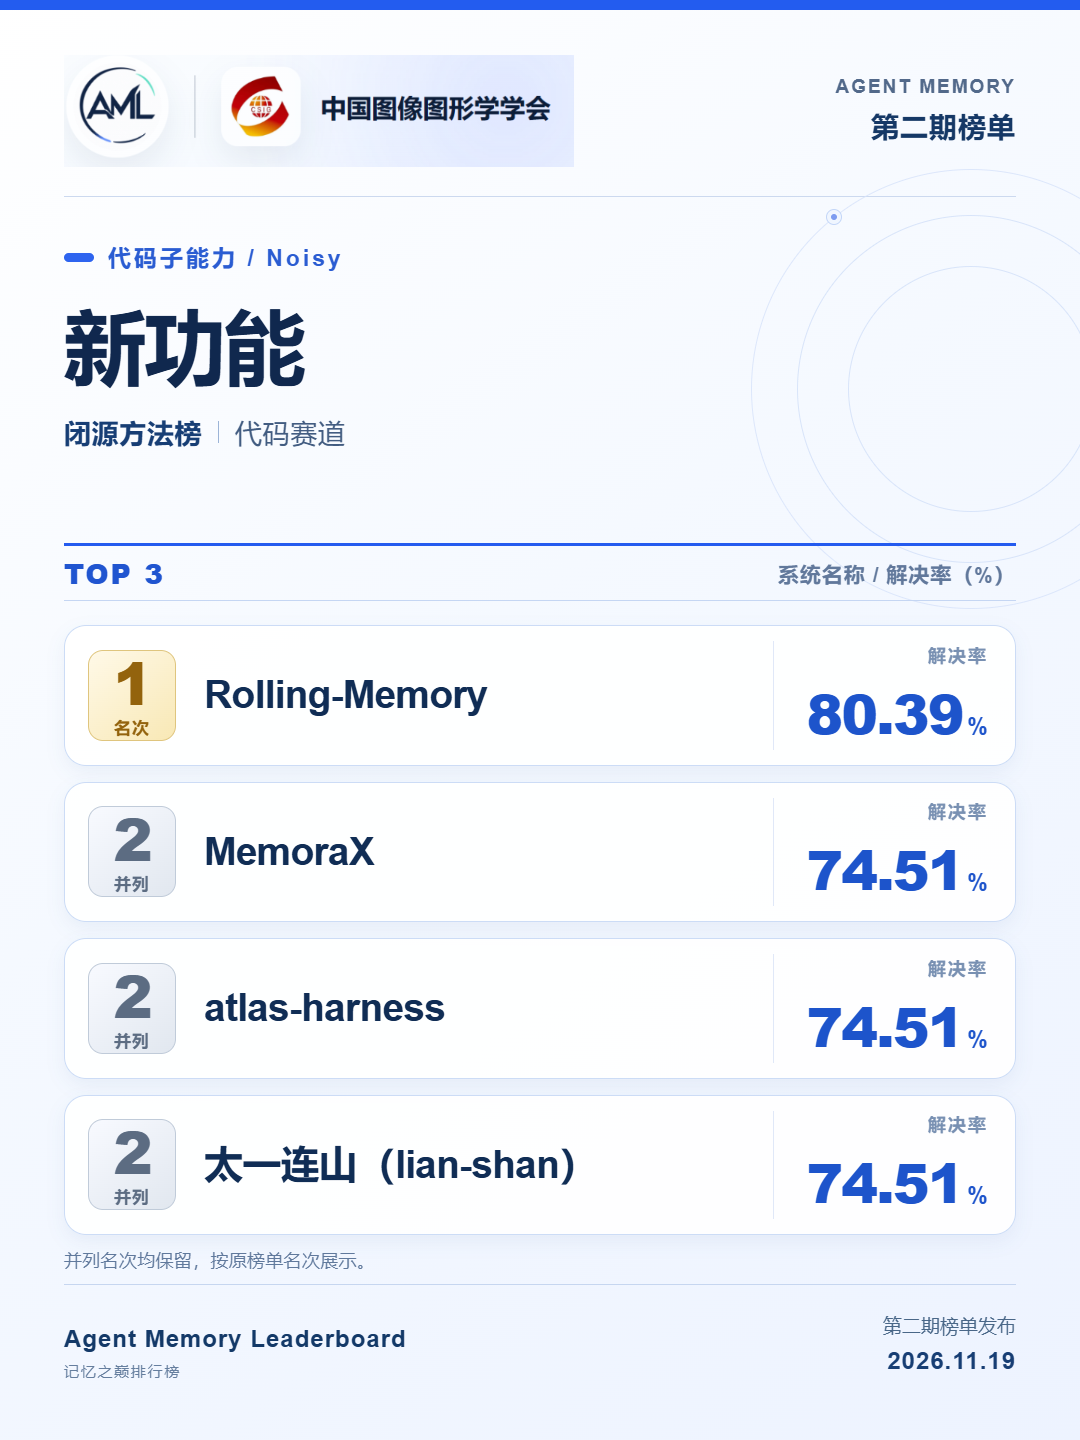 AML
CSIG
中国图像图形学学会
AGENT MEMORY
第二期榜单
代码子能力 / Noisy
新功能
闭源方法榜 | 代码赛道
TOP 3
系统名称 / 解决率（%）
1
名次
Rolling-Memory
解决率
80.39%
2
并列
MemoraX
解决率
74.51%
2
并列
atlas-harness
解决率
74.51%
2
并列
太一连山（lian-shan）
解决率
74.51%
并列名次均保留，按原榜单名次展示。
Agent Memory Leaderboard
记忆之巅排行榜
第二期榜单发布
2026.11.19